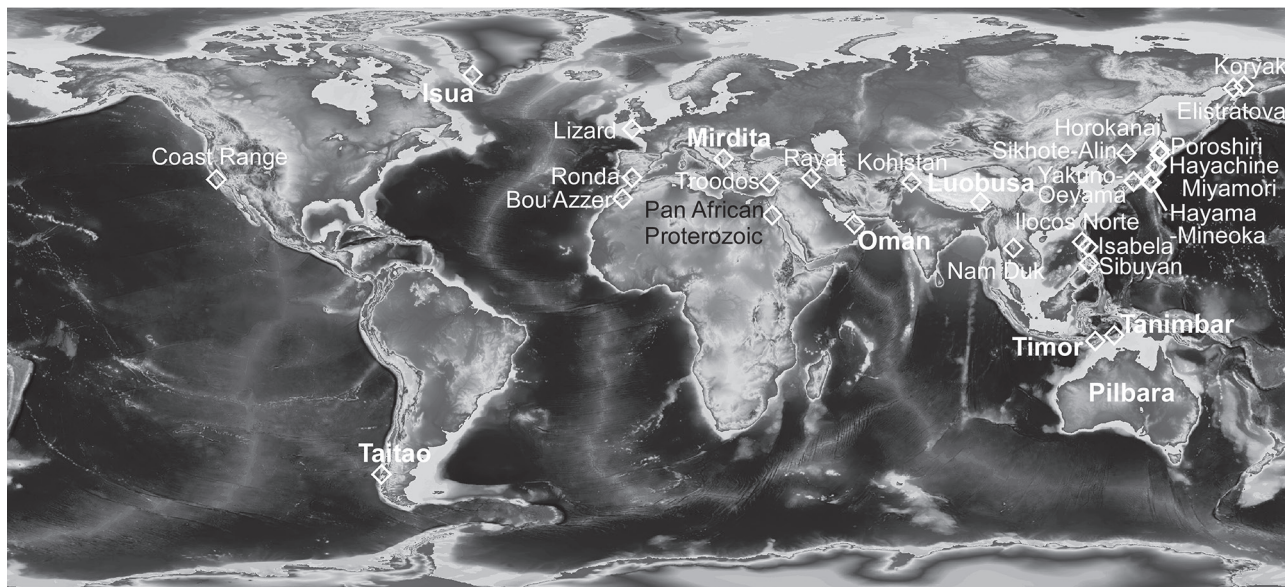 Koryak
Isua
Elistratova
Horokanai
Lizard
Mirdita
Poroshiri
Sikhote-Alin
Coast Range
Rayat
Kohistan
Hayachine
Ronda
Troodos
Luobusa
Yakuno-
Oeyama
Miyamori
Bou Azzer
Pan African
Proterozoic
Hayama
-Mineoka
Ilocos Norte
Oman
Isabela
Nam Duk
Sibuyan
Tanimbar
Timor
Pilbara
Taitao